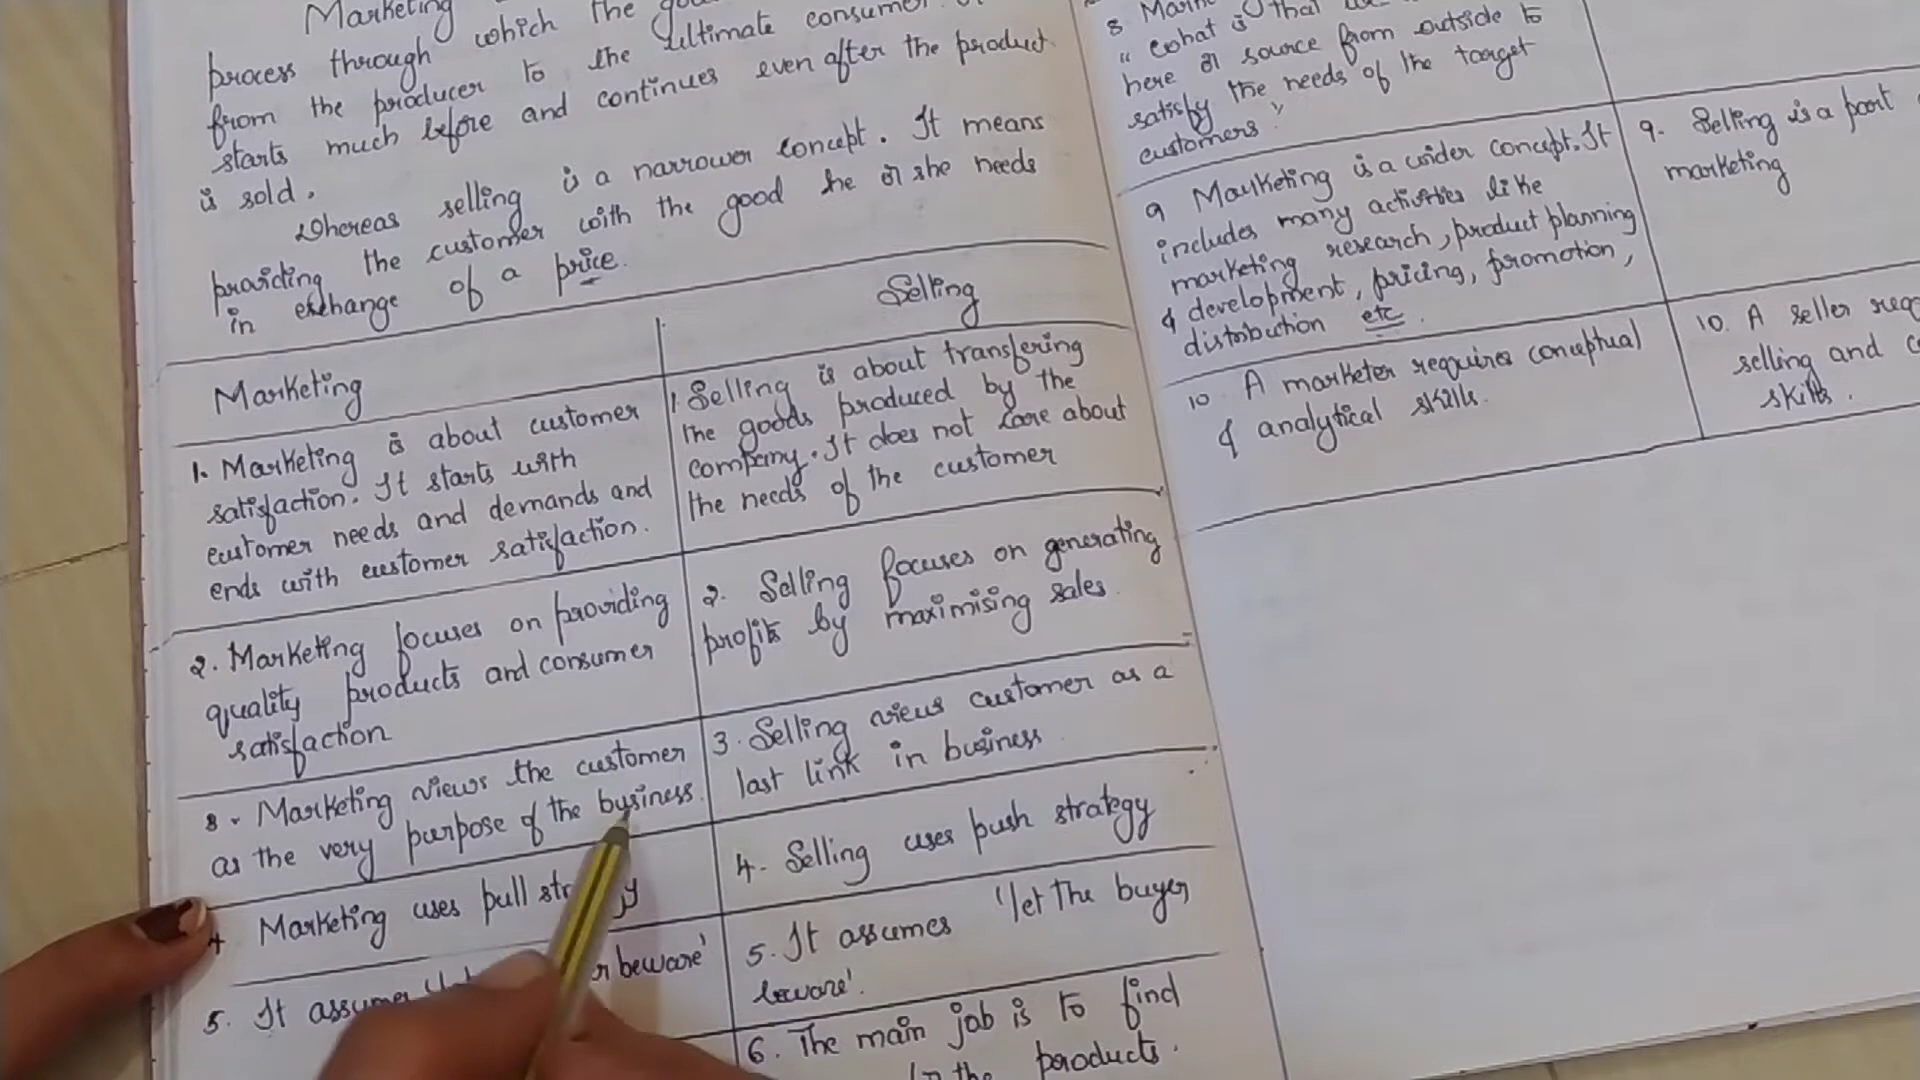 Marketing
process through which the
from the producer to the ultimate consumer.
starts much before and continues even after the product
is sold.
Whereas selling is a narrower concept. It means
providing the customer with the good he or she needs
in exchange of a price.
Marketing
Selling
1. Marketing is about customer
satisfaction. It starts with
customer needs and demands and
ends with customer satisfaction.
1. Selling is about transfering
the goods produced by the
company. It does not care about
the needs of the customer
2. Marketing focuses on providing
quality products and consumer
satisfaction
2. Selling focuses on generating
profits by maximising sales.
3. Marketing views the customer
as the very purpose of the business.
3. Selling views customer as a
last link in business
4 Marketing uses pull
4. Selling uses push strategy
5. It assumes beware'
5. It assumes 'let the buyer
beware'.
6. The main job is to find
the products.
8
"What is that
here or source from outside to
satisfy the needs of the target
customers."
9 Marketing is a wider concept. It
includes many activities like
marketing research, product planning
& development, pricing, promotion,
distribution etc.
9. Selling is a part
marketing
10 A marketer requires conceptual
& analytical skills.
10. A seller
selling and
skills.